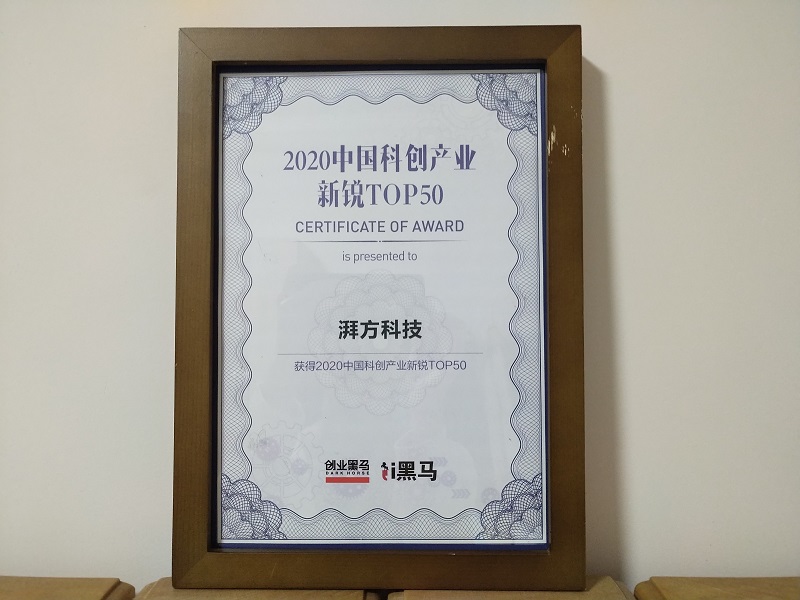 2020中国科创产业
新锐TOP50
CERTIFICATE OF AWARD
is presented to
湃方科技
获得2020中国科创产业新锐TOP50
创业黑马 i黑马
DARK HORSE